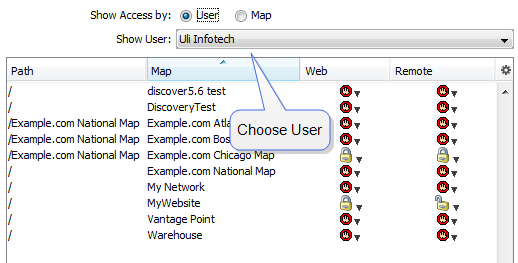 Show Access by: User Map
Show User: Uli Infotech
Path Map Web Remote
/ discover5.6 test
/ DiscoveryTest
/Example.com National Map Example.com Atla
/Example.com National Map Example.com Bos
/Example.com National Map Example.com Chicago Map
/ Example.com National Map
/ My Network
/ MyWebsite
/ Vantage Point
/ Warehouse
Choose User